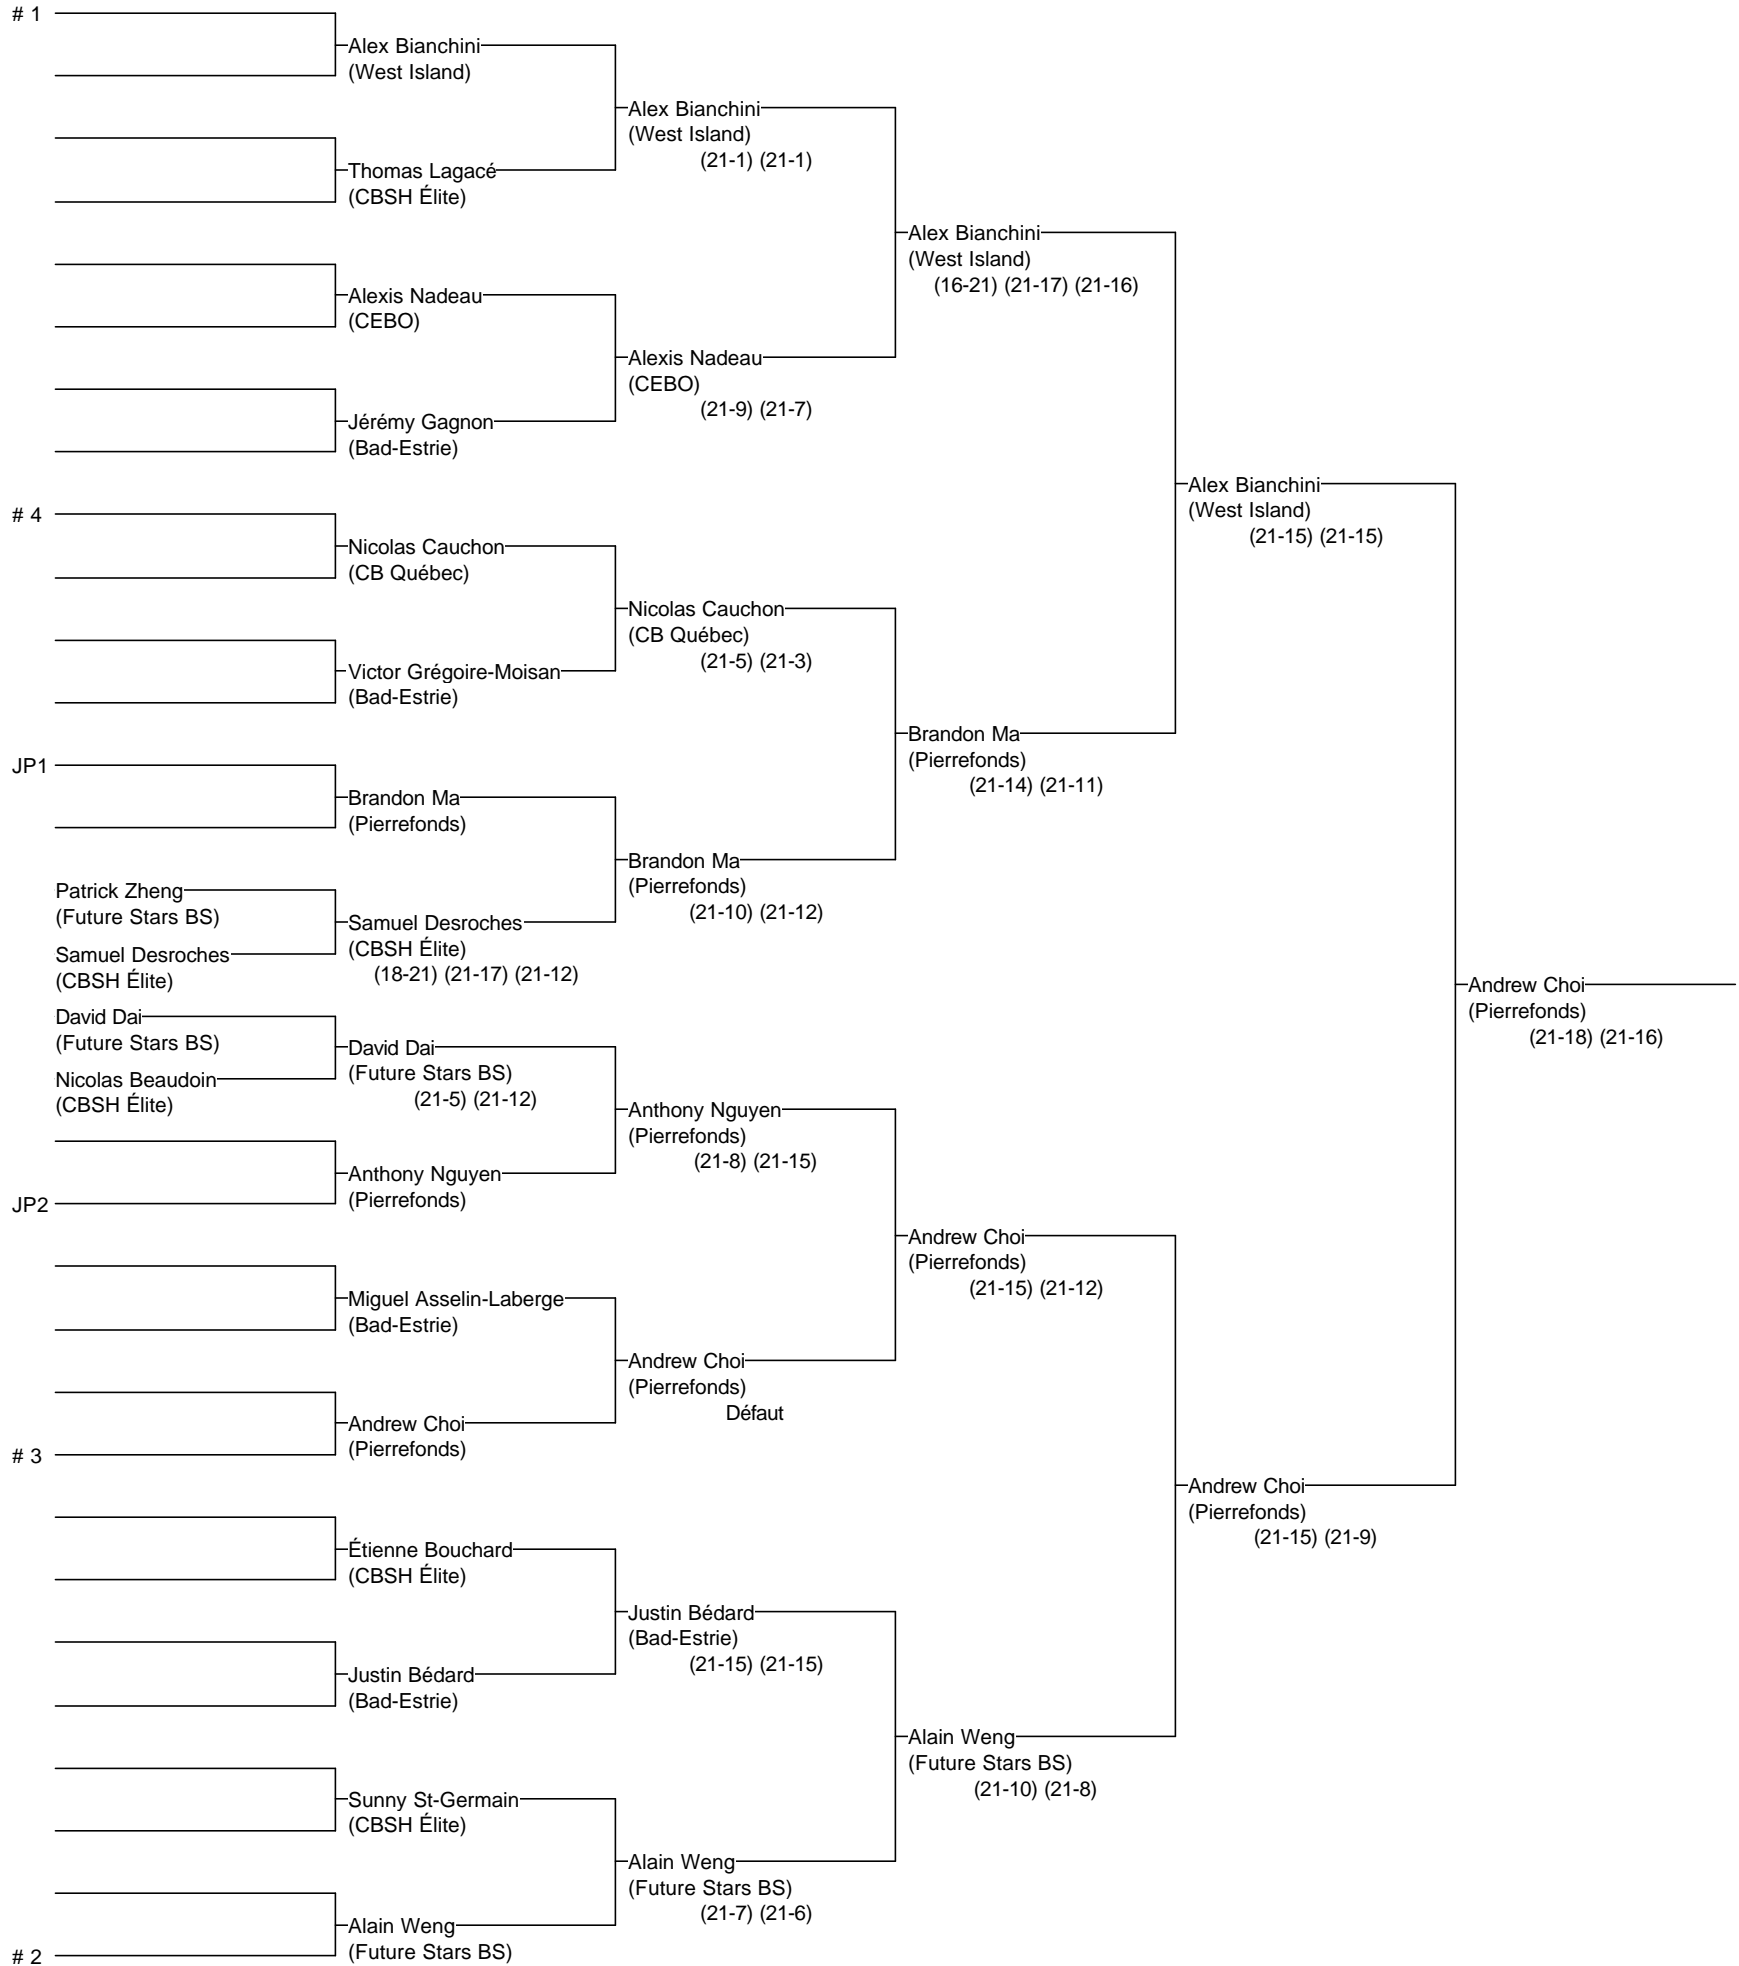 # 1
Alex Bianchini
(West Island)
Alex Bianchini
(West Island)
(21-1) (21-1)
Thomas Lagacé
(CBSH Élite)
Alex Bianchini
(West Island)
(16-21) (21-17) (21-16)
Alexis Nadeau
(CEBO)
Alexis Nadeau
(CEBO)
(21-9) (21-7)
Jérémy Gagnon
(Bad-Estrie)
Alex Bianchini
(West Island)
(21-15) (21-15)
# 4
Nicolas Cauchon
(CB Québec)
Nicolas Cauchon
(CB Québec)
(21-5) (21-3)
Victor Grégoire-Moisan
(Bad-Estrie)
Brandon Ma
(Pierrefonds)
(21-14) (21-11)
JP1
Brandon Ma
(Pierrefonds)
Brandon Ma
(Pierrefonds)
(21-10) (21-12)
Patrick Zheng
(Future Stars BS)
Samuel Desroches
(CBSH Élite)
(18-21) (21-17) (21-12)
Samuel Desroches
(CBSH Élite)
Andrew Choi
(Pierrefonds)
(21-18) (21-16)
David Dai
(Future Stars BS)
David Dai
(Future Stars BS)
(21-5) (21-12)
Nicolas Beaudoin
(CBSH Élite)
Anthony Nguyen
(Pierrefonds)
(21-8) (21-15)
Anthony Nguyen
(Pierrefonds)
JP2
Andrew Choi
(Pierrefonds)
(21-15) (21-12)
Miguel Asselin-Laberge
(Bad-Estrie)
Andrew Choi
(Pierrefonds)
Défaut
Andrew Choi
(Pierrefonds)
# 3
Andrew Choi
(Pierrefonds)
(21-15) (21-9)
Étienne Bouchard
(CBSH Élite)
Justin Bédard
(Bad-Estrie)
(21-15) (21-15)
Justin Bédard
(Bad-Estrie)
Alain Weng
(Future Stars BS)
(21-10) (21-8)
Sunny St-Germain
(CBSH Élite)
Alain Weng
(Future Stars BS)
(21-7) (21-6)
Alain Weng
(Future Stars BS)
# 2